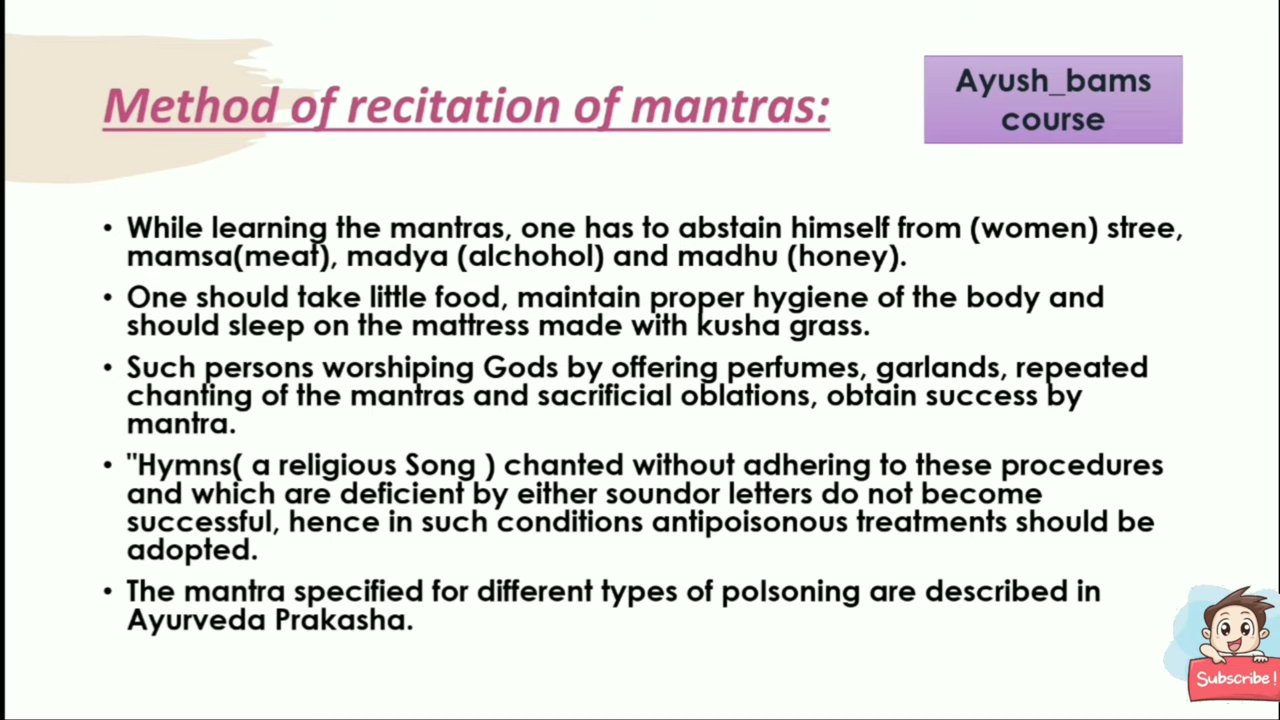 Method of recitation of mantras:
Ayush_bams
course
• While learning the mantras, one has to abstain himself from (women) stree,
mamsa(meat), madya (alchohol) and madhu (honey).
• One should take little food, maintain proper hygiene of the body and
should sleep on the mattress made with kusha grass.
• Such persons worshiping Gods by offering perfumes, garlands, repeated
chanting of the mantras and sacrificial oblations, obtain success by
mantra.
• "Hymns( a religious Song ) chanted without adhering to these procedures
and which are deficient by either soundor letters do not become
successful, hence in such conditions antipoisonous treatments should be
adopted.
• The mantra specified for different types of polsoning are described in
Ayurveda Prakasha.
Subscribe!